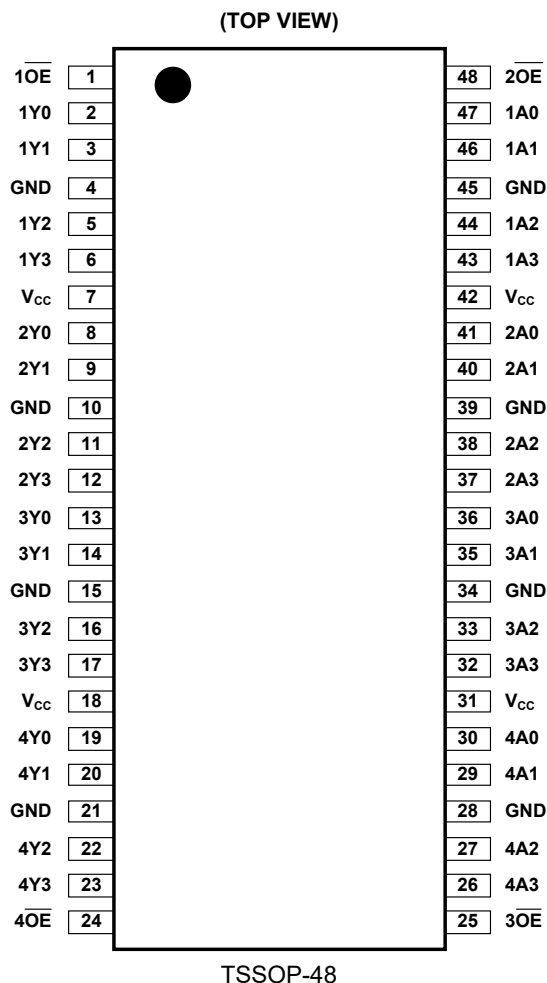 (TOP VIEW)
1O̅E̅ 1 48 2O̅E̅
1Y0 2 47 1A0
1Y1 3 46 1A1
GND 4 45 GND
1Y2 5 44 1A2
1Y3 6 43 1A3
VCC 7 42 VCC
2Y0 8 41 2A0
2Y1 9 40 2A1
GND 10 39 GND
2Y2 11 38 2A2
2Y3 12 37 2A3
3Y0 13 36 3A0
3Y1 14 35 3A1
GND 15 34 GND
3Y2 16 33 3A2
3Y3 17 32 3A3
VCC 18 31 VCC
4Y0 19 30 4A0
4Y1 20 29 4A1
GND 21 28 GND
4Y2 22 27 4A2
4Y3 23 26 4A3
4O̅E̅ 24 25 3O̅E̅
TSSOP-48